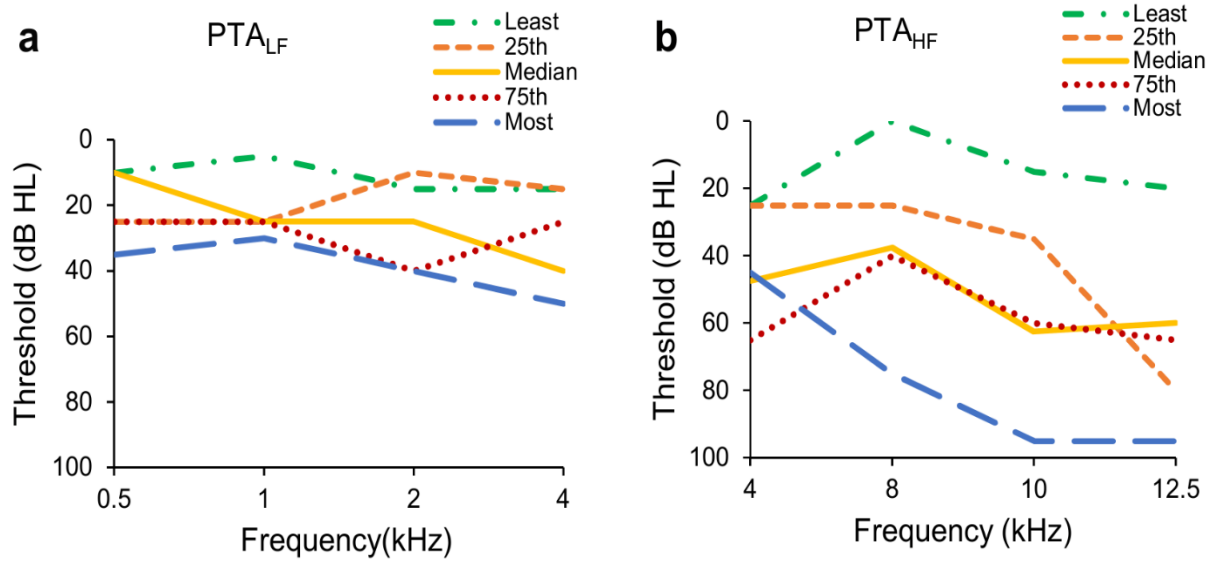 a
PTALF
Least
25th
Median
75th
Most
Threshold (dB HL)
0
20
40
60
80
100
0.5
1
2
4
Frequency(kHz)
b
PTAHF
Least
25th
Median
75th
Most
Threshold (dB HL)
0
20
40
60
80
100
4
8
10
12.5
Frequency (kHz)